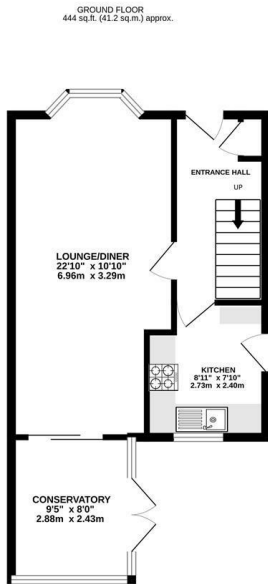 GROUND FLOOR
444 sq.ft. (41.2 sq.m.) approx.
ENTRANCE HALL
UP
LOUNGE/DINER
22'10" x 10'10"
6.96m x 3.29m
KITCHEN
8'11" x 7'10"
2.73m x 2.40m
CONSERVATORY
9'5" x 8'0"
2.88m x 2.43m